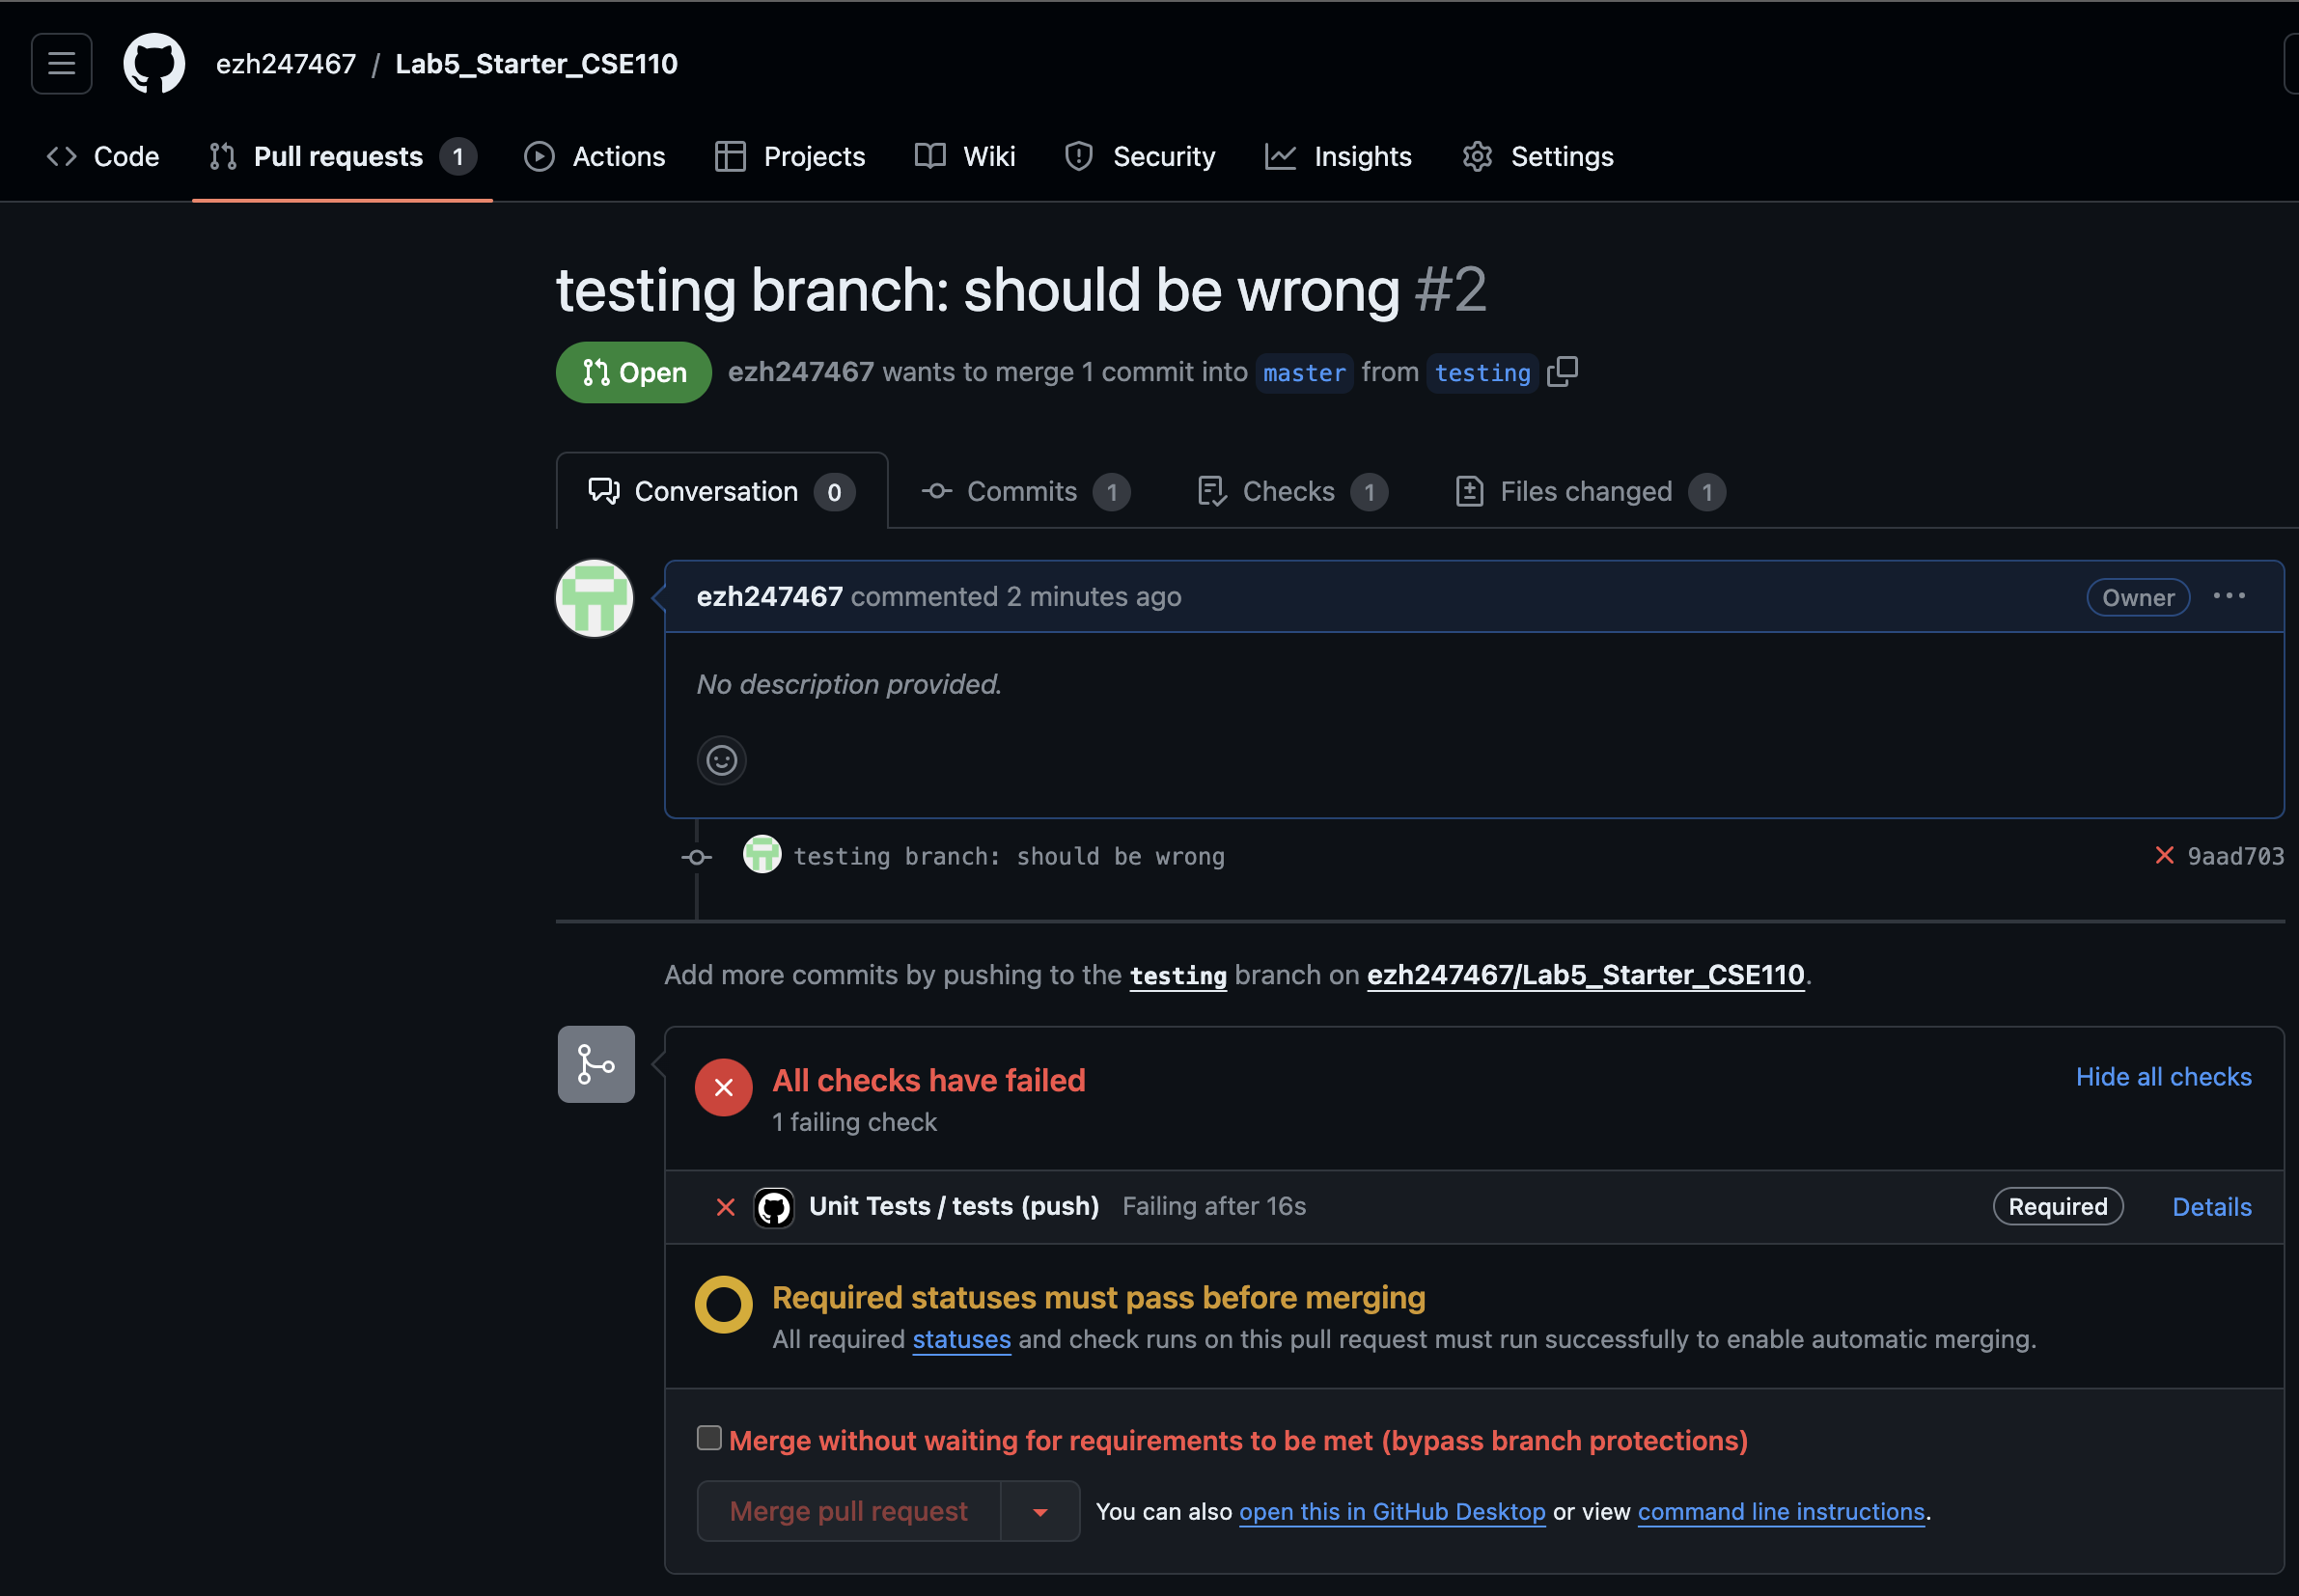 ezh247467 / Lab5_Starter_CSE110
Code Pull requests 1 Actions Projects Wiki Security Insights Settings
testing branch: should be wrong #2
Open ezh247467 wants to merge 1 commit into master from testing
Conversation 0 Commits 1 Checks 1 Files changed 1
ezh247467 commented 2 minutes ago Owner
No description provided.
testing branch: should be wrong 9aad703
Add more commits by pushing to the testing branch on ezh247467/Lab5_Starter_CSE110.
All checks have failed Hide all checks
1 failing check
Unit Tests / tests (push) Failing after 16s Required Details
Required statuses must pass before merging
All required statuses and check runs on this pull request must run successfully to enable automatic merging.
Merge without waiting for requirements to be met (bypass branch protections)
Merge pull request You can also open this in GitHub Desktop or view command line instructions.